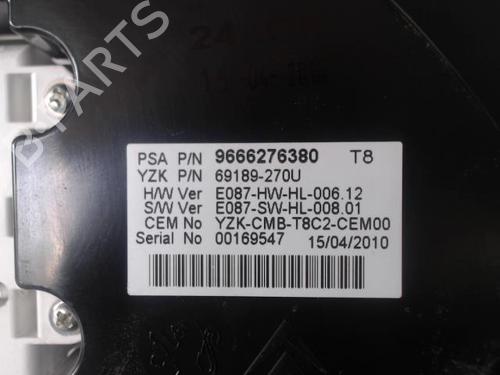 24
PSA P/N 9666276380 T8
YZK P/N 69189-270U
H/W Ver E087-HW-HL-006.12
S/W Ver E087-SW-HL-008.01
CEM No YZK-CMB-T8C2-CEM00
Serial No 00169547 15/04/2010